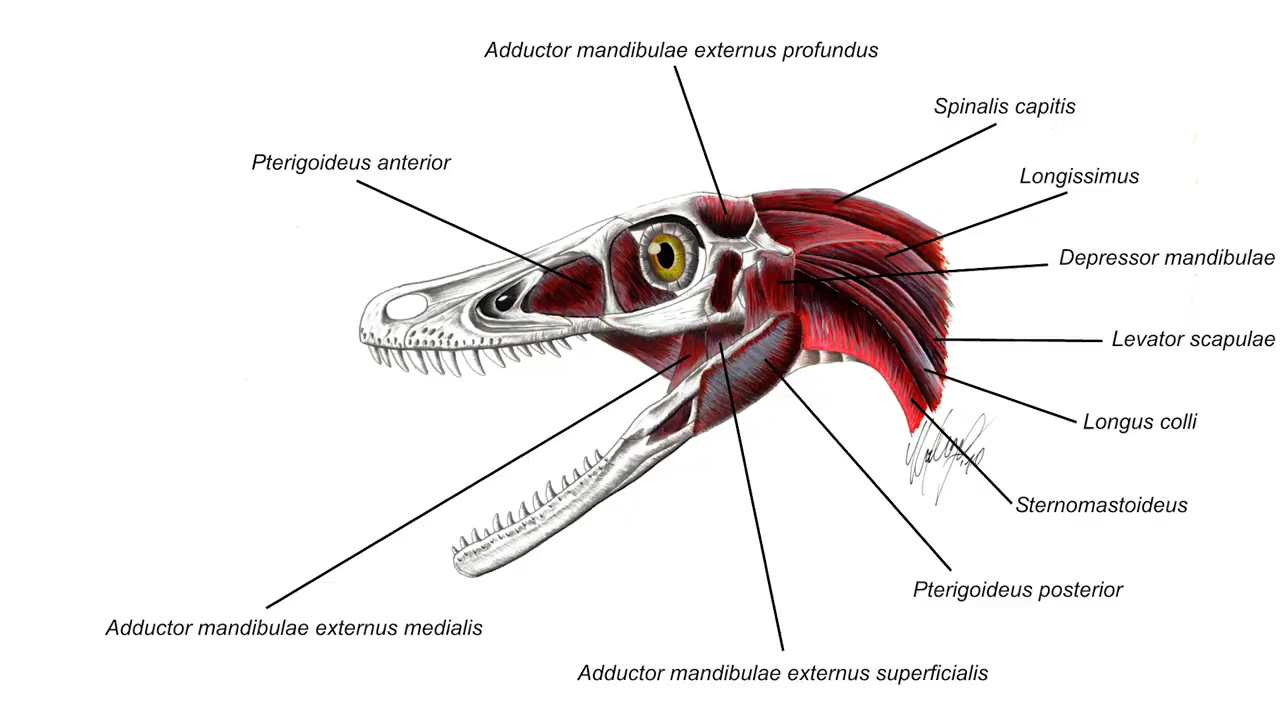 Adductor mandibulae externus profundus
Spinalis capitis
Pterigoideus anterior
Longissimus
Depressor mandibulae
Levator scapulae
Longus colli
Sternomastoideus
Pterigoideus posterior
Adductor mandibulae externus medialis
Adductor mandibulae externus superficialis